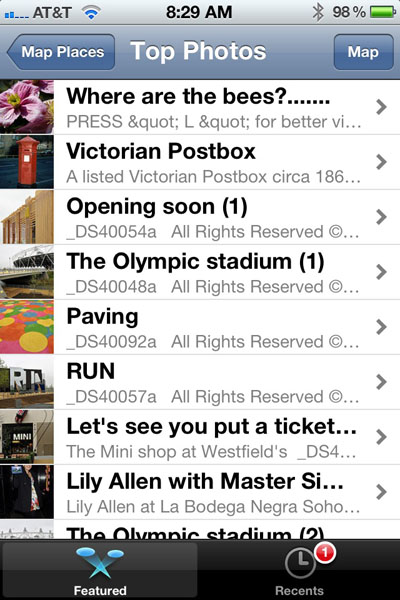 AT&T 8:29 AM 98%
Map Places Top Photos Map
Where are the bees?.......
PRESS &quot; L &quot; for better vi...
Victorian Postbox
A listed Victorian Postbox circa 186...
Opening soon (1)
_DS40054a All Rights Reserved ©...
The Olympic stadium (1)
_DS40048a All Rights Reserved ©...
Paving
_DS40092a All Rights Reserved ©...
RUN
_DS40057a All Rights Reserved ©...
Let's see you put a ticket...
MINI
The Mini shop at Westfield's _DS4...
Lily Allen with Master Sim...
Lily Allen at La Bodega Negra Soho...
The Olympic stadium (2)
1
Featured Recents